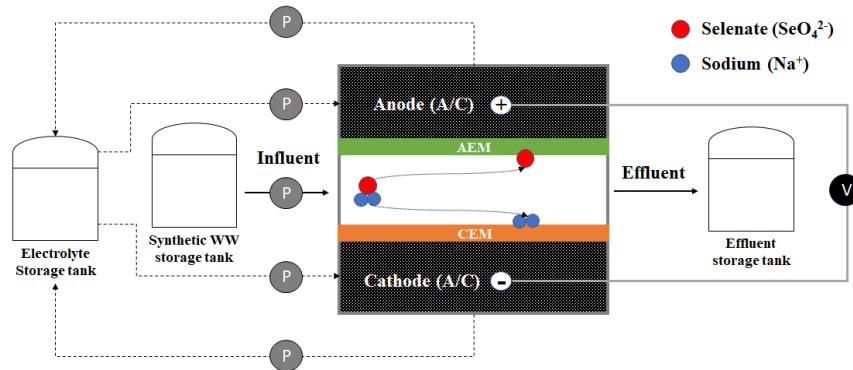 P
Selenate (SeO₄²⁻)
Sodium (Na⁺)
P
Anode (A/C) +
AEM
Influent
Effluent
P
V
CEM
Electrolyte
Storage tank
Synthetic WW
storage tank
Effluent
storage tank
P
Cathode (A/C) -
P